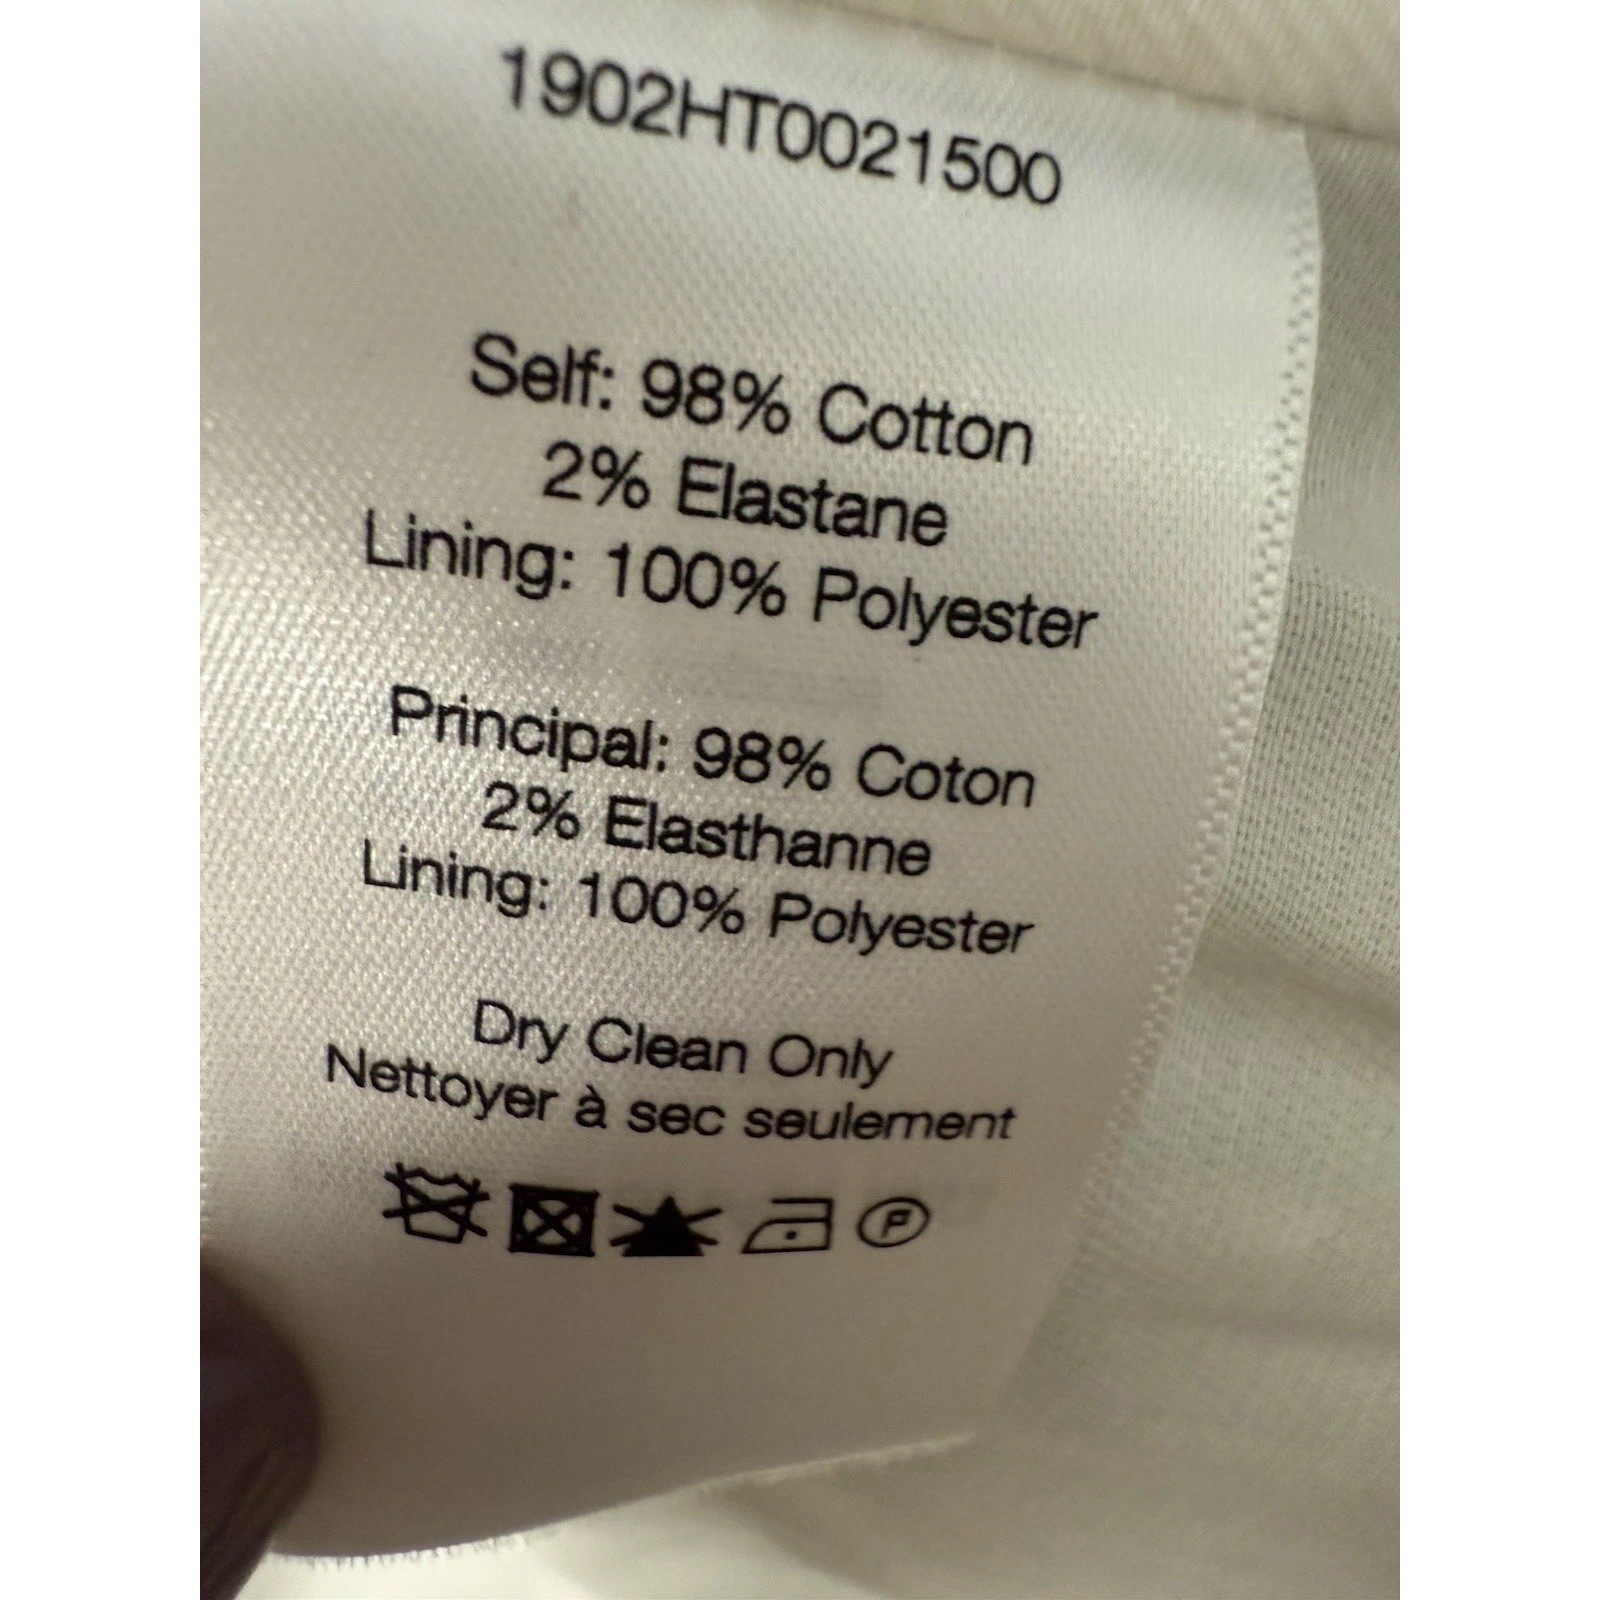 1902HT0021500
Self: 98% Cotton
2% Elastane
Lining: 100% Polyester
Principal: 98% Coton
2% Elasthanne
Lining: 100% Polyester
Dry Clean Only
Nettoyer à sec seulement
F